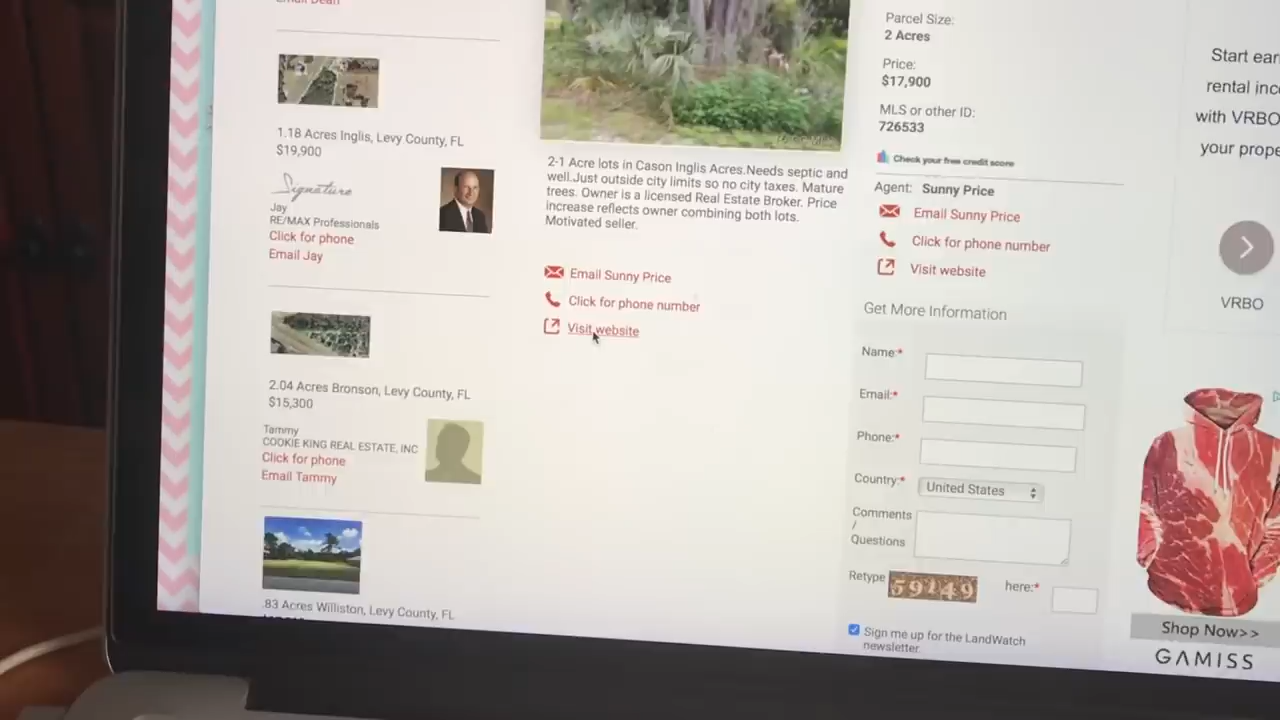 Email Dean
1.18 Acres Inglis, Levy County, FL
$19,900
Signature
Jay
RE/MAX Professionals
Click for phone
Email Jay
2.04 Acres Bronson, Levy County, FL
$15,300
Tammy
COOKIE KING REAL ESTATE, INC
Click for phone
Email Tammy
.83 Acres Williston, Levy County, FL
2-1 Acre lots in Cason Inglis Acres.Needs septic and
well.Just outside city limits so no city taxes. Mature
trees. Owner is a licensed Real Estate Broker. Price
increase reflects owner combining both lots.
Motivated seller.
Email Sunny Price
Click for phone number
Visit website
Parcel Size:
2 Acres
Price:
$17,900
MLS or other ID:
726533
Check your free credit score
Agent: Sunny Price
Email Sunny Price
Click for phone number
Visit website
Get More Information
Name:*
Email:*
Phone:*
Country:* United States
Comments
/
Questions
Retype 59149 here:*
Sign me up for the LandWatch
newsletter.
Start
rental
with VRBO
your
VRBO
Shop Now>>
GAMISS